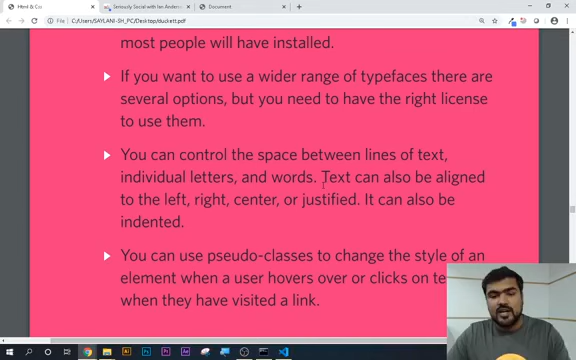 Html & Css
Seriously Social with Ian Anders
Document
File
C:/Users/SAYLANI-SH_PC/Desktop/duckett.pdf
most people will have installed.
If you want to use a wider range of typefaces there are
several options, but you need to have the right license
to use them.
You can control the space between lines of text,
individual letters, and words. Text can also be aligned
to the left, right, center, or justified. It can also be
indented.
You can use pseudo-classes to change the style of an
element when a user hovers over or clicks on te
when they have visited a link.